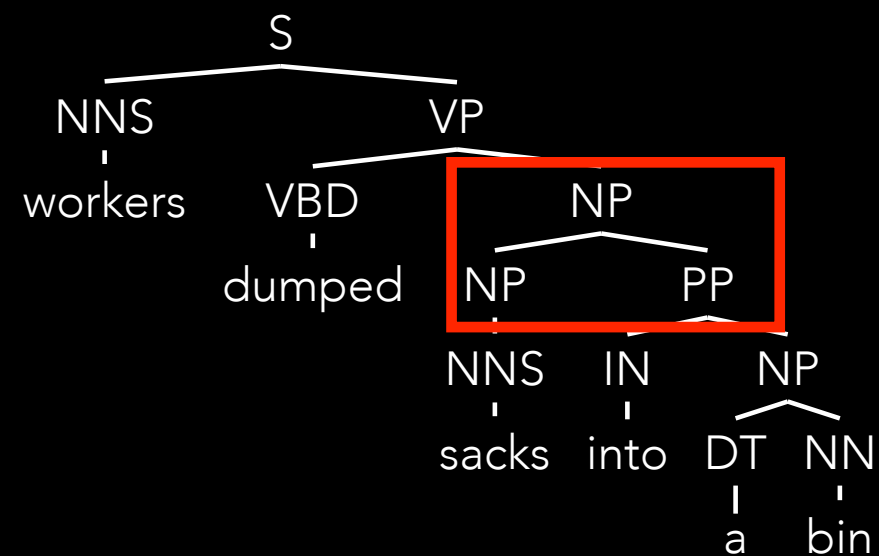 S
NNS VP
workers VBD NP
dumped NP PP
NNS IN NP
sacks into DT NN
a bin